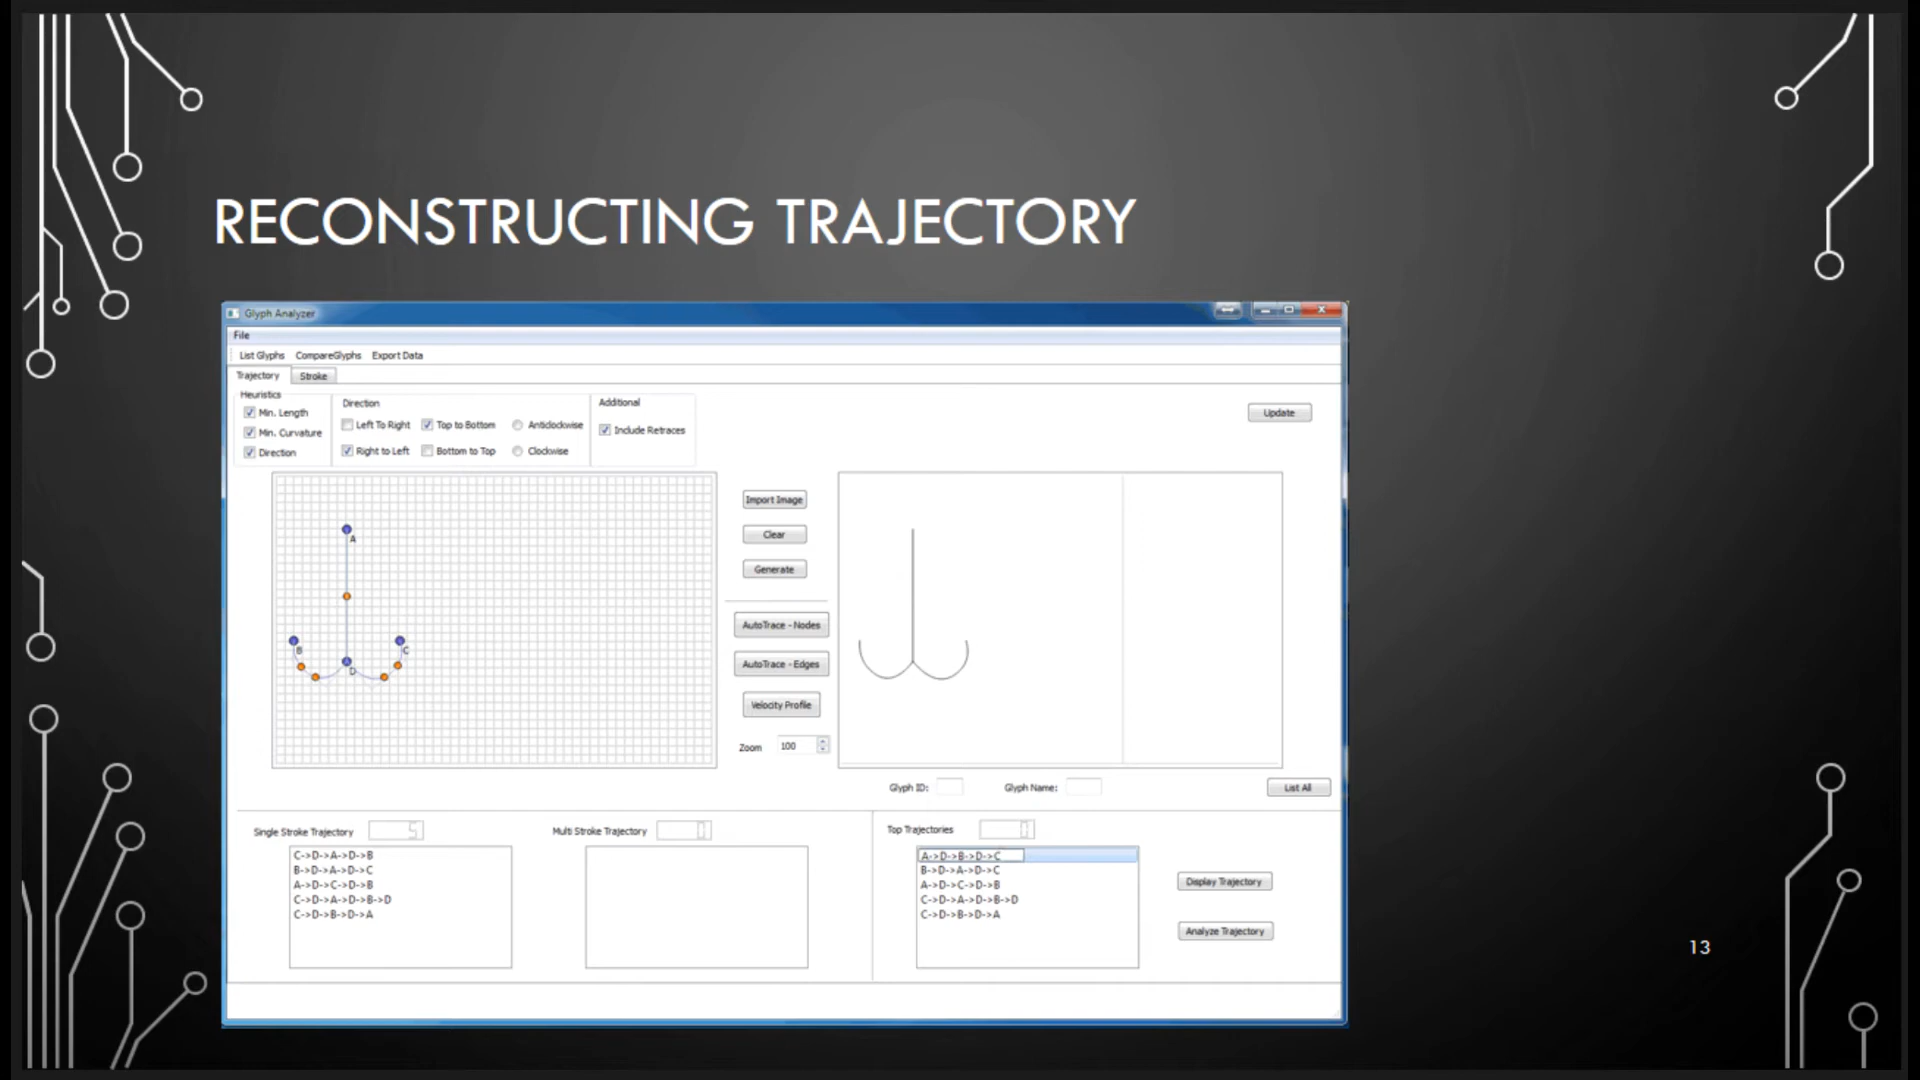 RECONSTRUCTING TRAJECTORY
Glyph Analyzer
File
List Glyphs CompareGlyphs Export Data
Trajectory Stroke
Heuristics
Min. Length
Min. Curvature
Direction
Direction
Left To Right Top to Bottom Anticlockwise
Right to Left Bottom to Top Clockwise
Additional
Include Retraces
Update
A
B
C
D
Import Image
Clear
Generate
AutoTrace - Nodes
AutoTrace - Edges
Velocity Profile
Zoom 100
Glyph ID: Glyph Name:
List All
Single Stroke Trajectory 5
C->D->A->D->B
B->D->A->D->C
A->D->C->D->B
C->D->A->D->B->D
C->D->B->D->A
Multi Stroke Trajectory 0
Top Trajectories 0
A->D->B->D->C
B->D->A->D->C
A->D->C->D->B
C->D->A->D->B->D
C->D->B->D->A
Display Trajectory
Analyze Trajectory
13